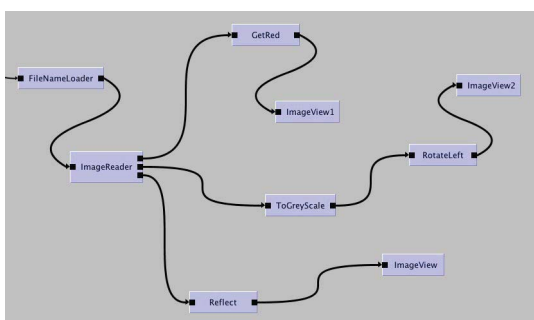 GetRed
FileNameLoader
ImageView2
ImageView1
RotateLeft
ImageReader
ToGreyScale
ImageView
Reflect